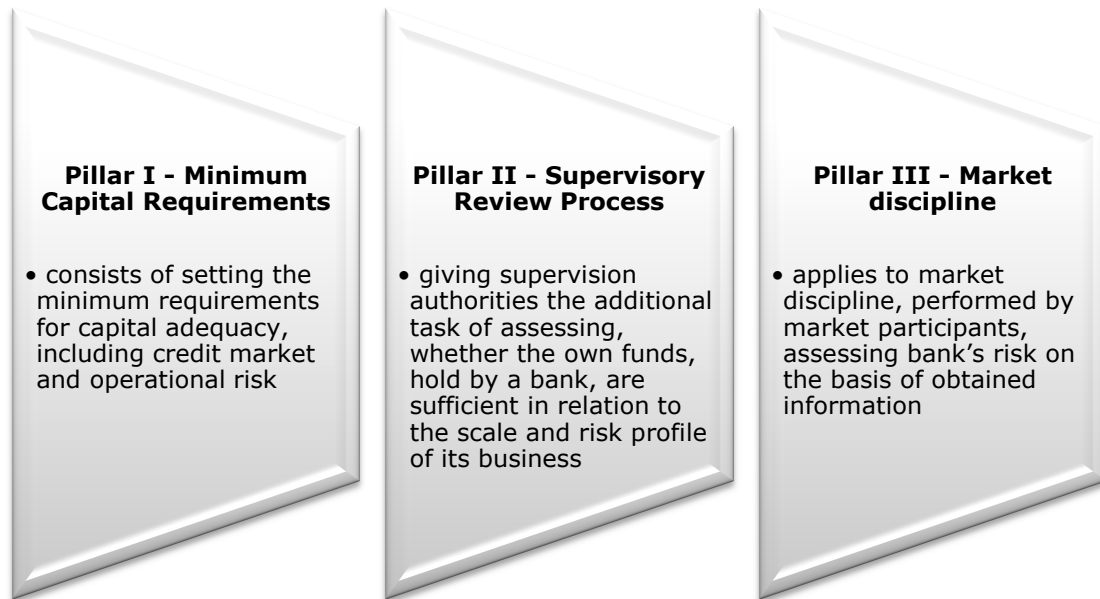 Pillar I - Minimum
Capital Requirements
• consists of setting the
minimum requirements
for capital adequacy,
including credit market
and operational risk
Pillar II - Supervisory
Review Process
• giving supervision
authorities the additional
task of assessing,
whether the own funds,
hold by a bank, are
sufficient in relation to
the scale and risk profile
of its business
Pillar III - Market
discipline
• applies to market
discipline, performed by
market participants,
assessing bank’s risk on
the basis of obtained
information